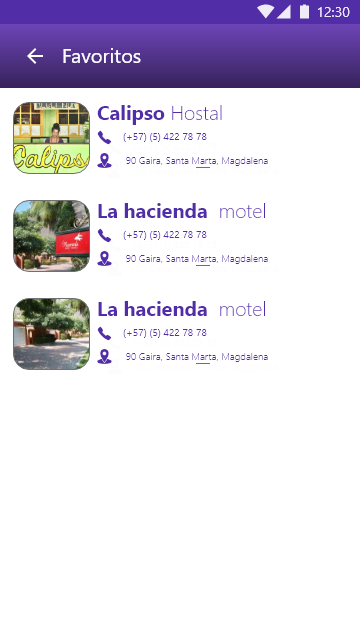 12:30
Favoritos
Calipso Hostal
(+57) (5) 422 78 78
90 Gaira, Santa Marta, Magdalena
La hacienda motel
(+57) (5) 422 78 78
90 Gaira, Santa Marta, Magdalena
La hacienda motel
(+57) (5) 422 78 78
90 Gaira, Santa Marta, Magdalena